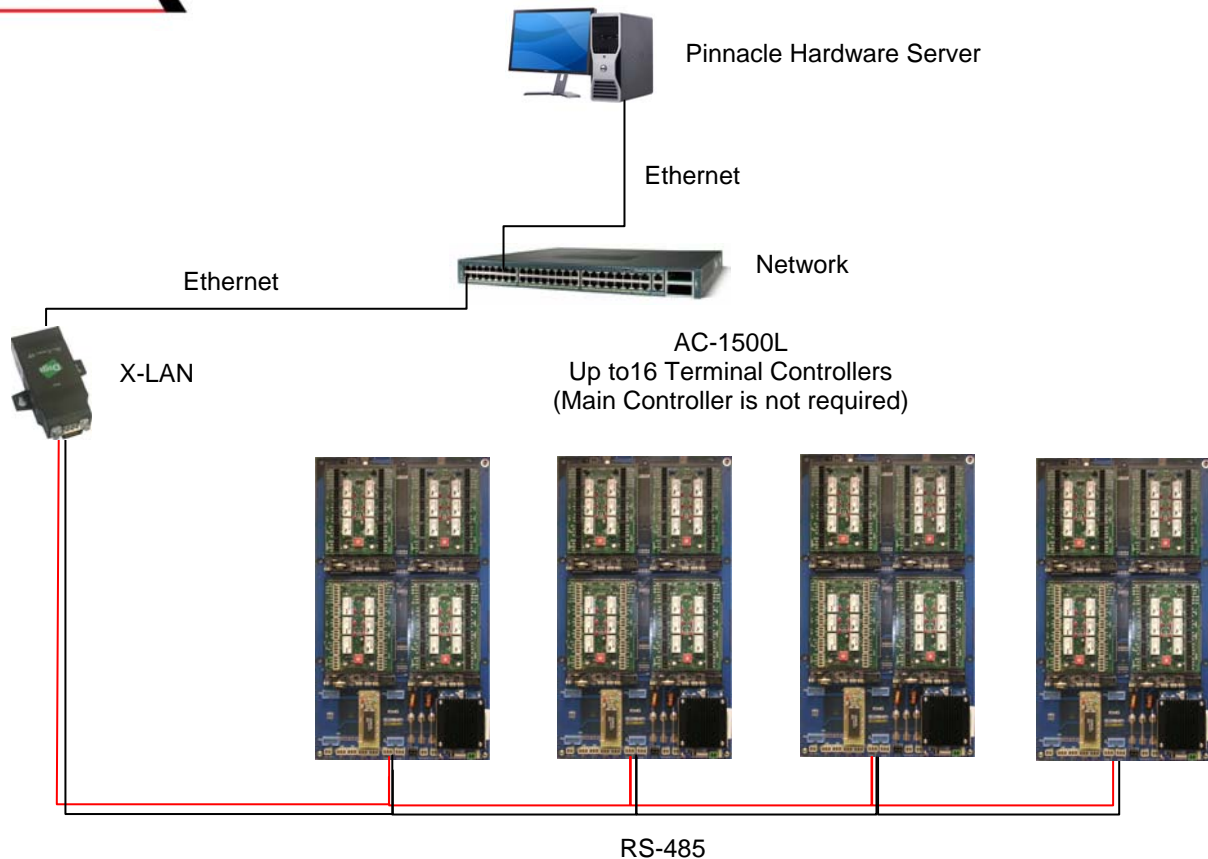 Pinnacle Hardware Server
Ethernet
Network
Ethernet
X-LAN
AC-1500L
Up to16 Terminal Controllers
(Main Controller is not required)
RS-485